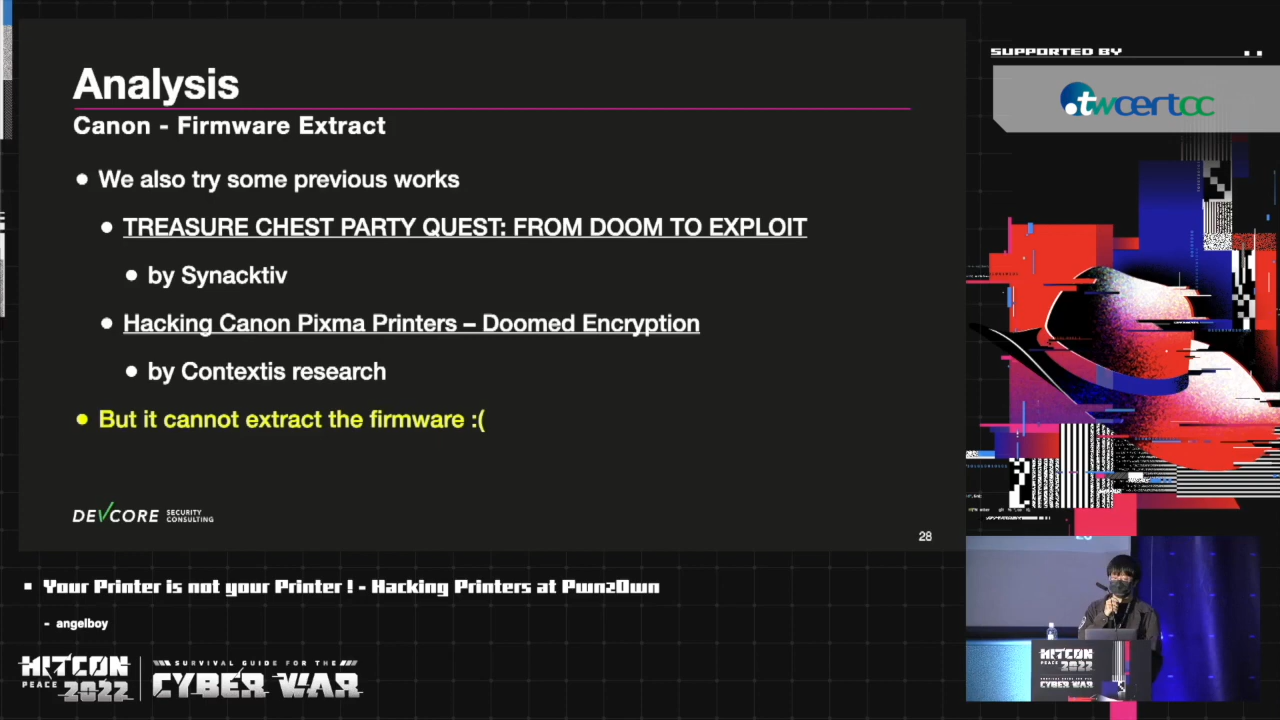 Analysis
Canon - Firmware Extract
We also try some previous works
TREASURE CHEST PARTY QUEST: FROM DOOM TO EXPLOIT
by Synacktiv
Hacking Canon Pixma Printers – Doomed Encryption
by Contextis research
But it cannot extract the firmware :(
DEVCORE SECURITY CONSULTING
28
SUPPORTED BY
.twcertcc
Your Printer is not your Printer ! - Hacking Printers at Pwn2Own
- angelboy
HITCON
PEACE 2022
SURVIVAL GUIDE FOR THE
CYBER WAR
HITCON
PEACE 2022
CYBER WAR